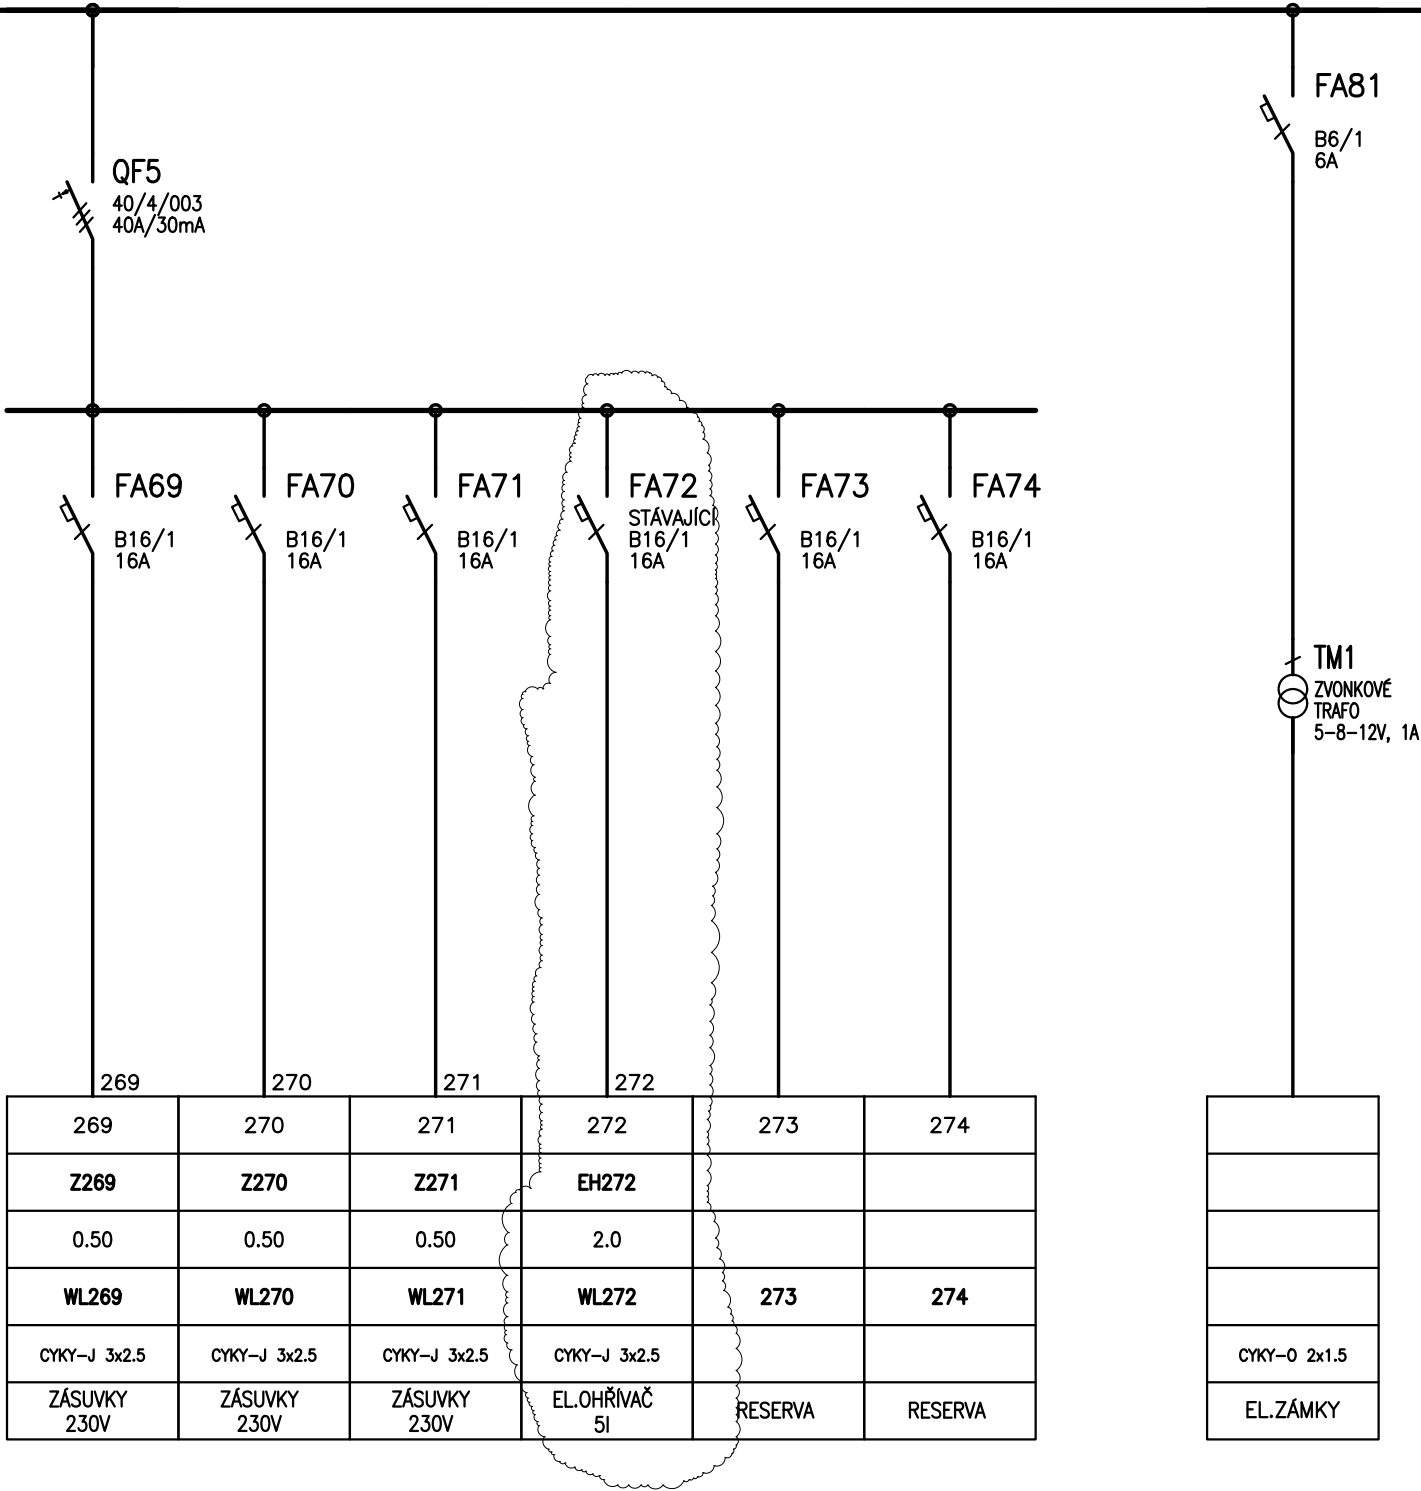 FA81
B6/1
6A
QF5
40/4/003
40A/30mA
FA69
B16/1
16A
FA70
B16/1
16A
FA71
B16/1
16A
FA72
STÁVAJÍCÍ
B16/1
16A
FA73
B16/1
16A
FA74
B16/1
16A
TM1
ZVONKOVÉ
TRAFO
5-8-12V, 1A
269 270 271 272
269 270 271 272 273 274
Z269 Z270 Z271 EH272
0.50 0.50 0.50 2.0
WL269 WL270 WL271 WL272 273 274
CYKY-J 3x2.5 CYKY-J 3x2.5 CYKY-J 3x2.5 CYKY-J 3x2.5 CYKY-O 2x1.5
ZÁSUVKY
230V
ZÁSUVKY
230V
ZÁSUVKY
230V
EL.OHŘÍVAČ
5l
RESERVA
RESERVA
EL.ZÁMKY